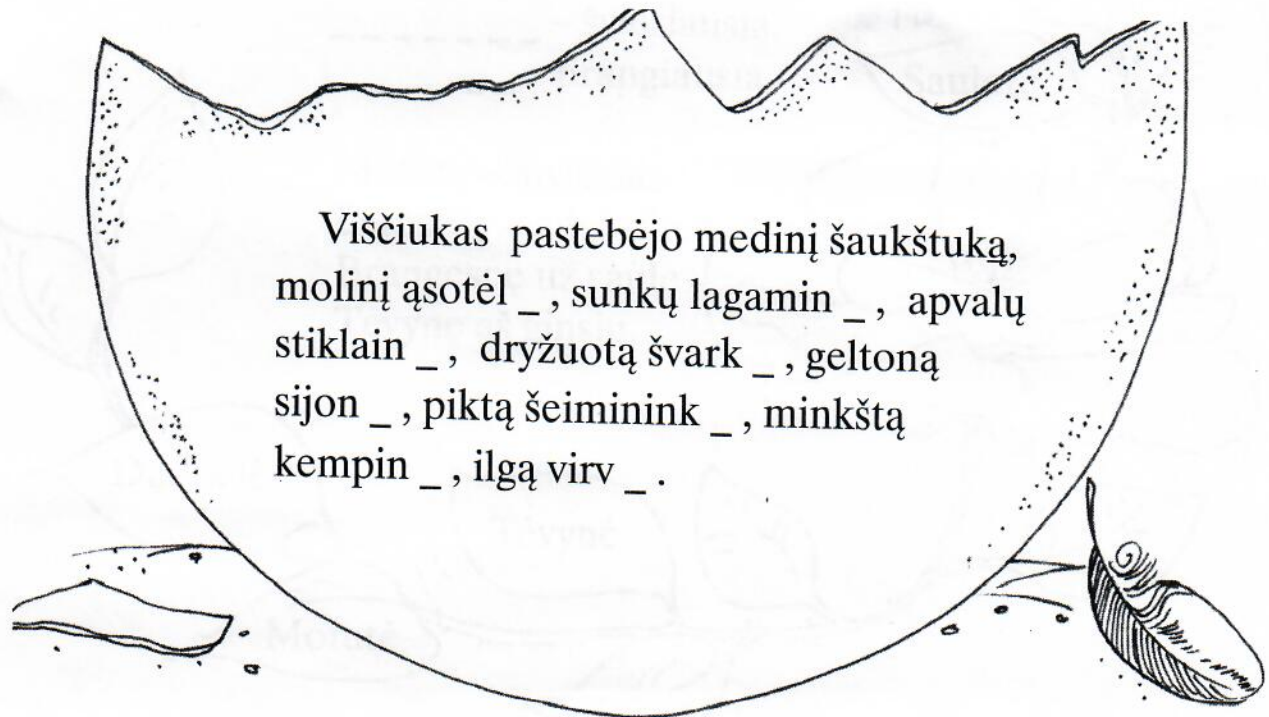 Viščiukas pastebėjo medinį šaukštuką,
molinį ąsotėl _ , sunkų lagamin _ , apvalų
stiklain _ , dryžuotą švark _ , geltoną
sijon _ , piktą šeiminink _ , minkštą
kempin _ , ilgą virv _ .